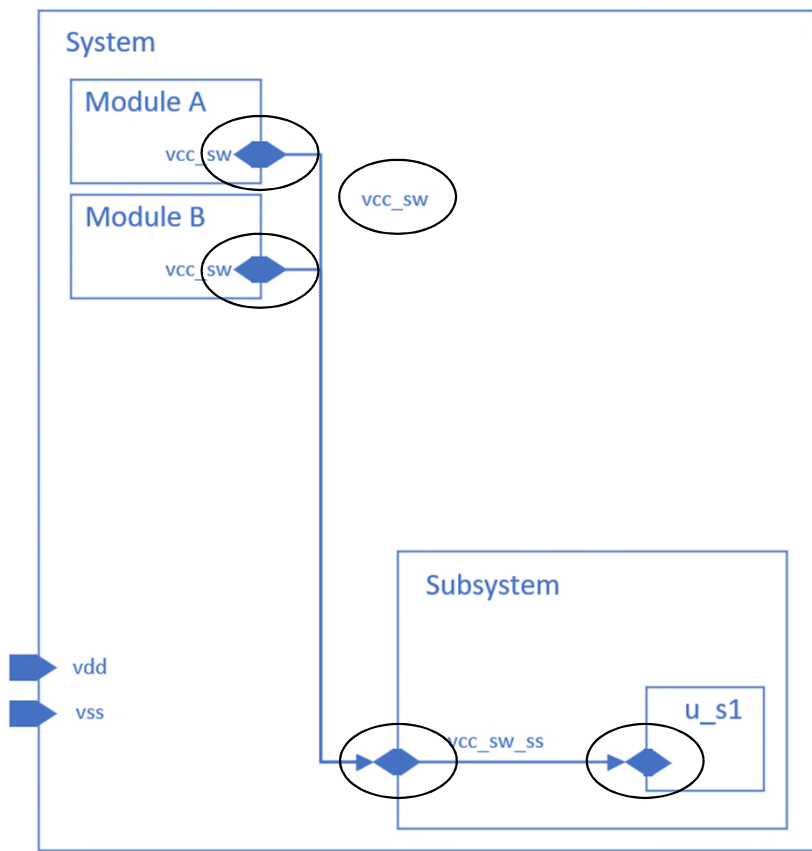 System
Module A
vcc_sw
vcc_sw
Module B
vcc_sw
Subsystem
vdd
u_s1
vss
vcc_sw_ss